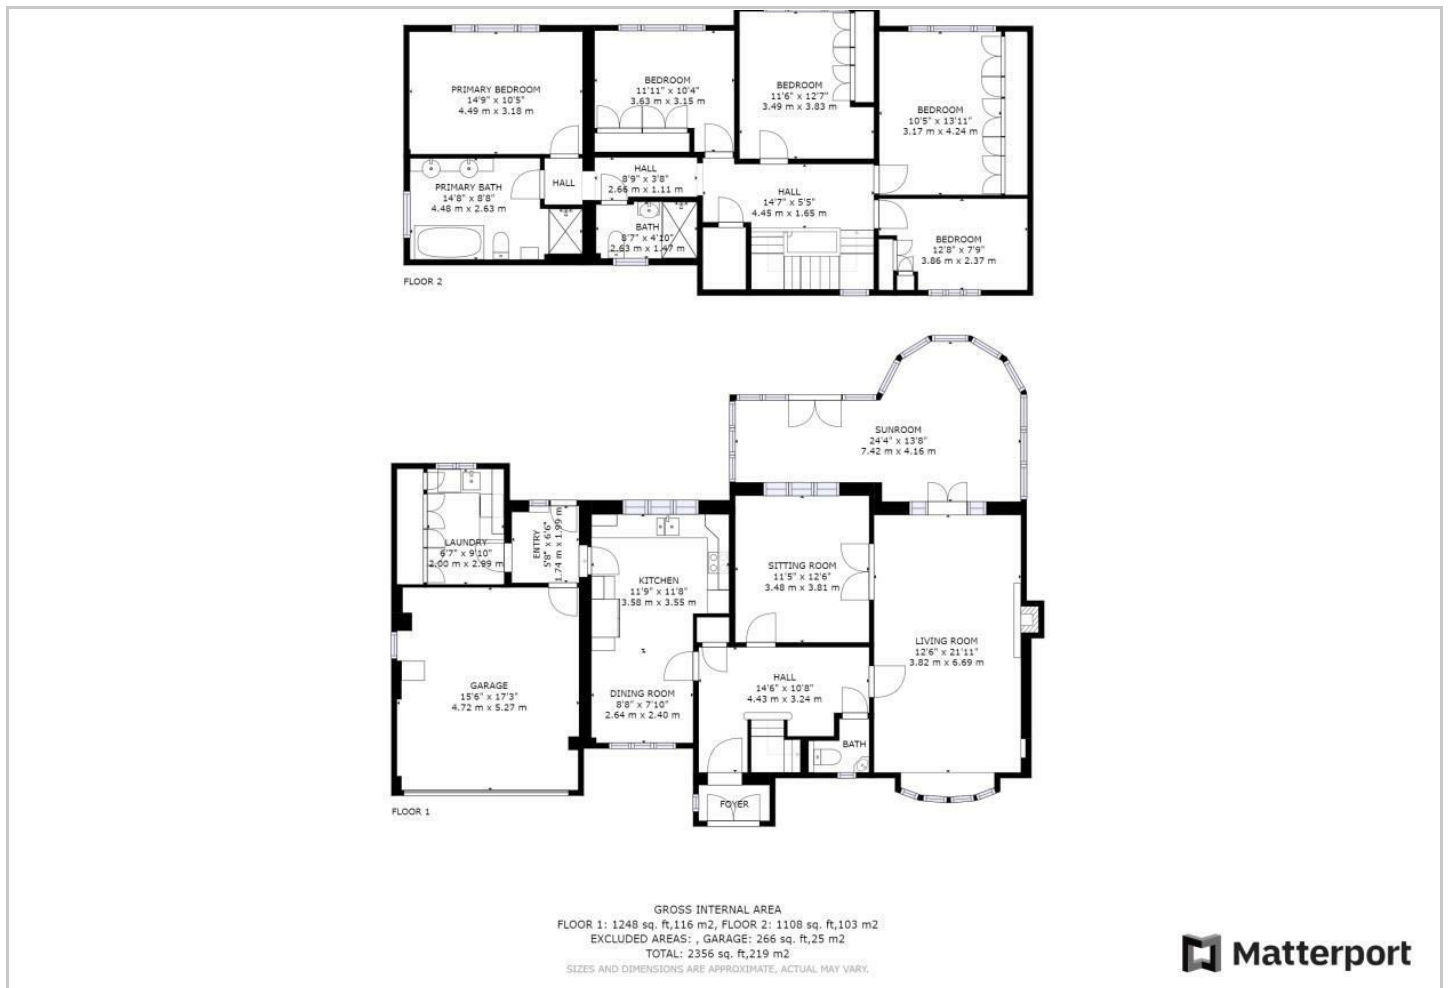 PRIMARY BEDROOM
14'9" x 10'5"
4.49 m x 3.18 m
BEDROOM
11'11" x 10'4"
3.63 m x 3.15 m
BEDROOM
11'6" x 12'7"
3.49 m x 3.83 m
BEDROOM
10'5" x 13'11"
3.17 m x 4.24 m
PRIMARY BATH
14'8" x 8'8"
4.48 m x 2.63 m
HALL
HALL
8'9" x 3'8"
2.66 m x 1.11 m
HALL
14'7" x 5'5"
4.45 m x 1.65 m
BATH
8'7" x 4'10"
2.63 m x 1.47 m
BEDROOM
12'8" x 7'9"
3.86 m x 2.37 m
FLOOR 2
SUNROOM
24'4" x 13'8"
7.42 m x 4.16 m
LAUNDRY
6'7" x 9'10"
2.00 m x 2.99 m
ENTRY
5'8" x 6'6"
1.74 m x 1.99 m
KITCHEN
11'9" x 11'8"
3.58 m x 3.55 m
SITTING ROOM
11'5" x 12'6"
3.48 m x 3.81 m
LIVING ROOM
12'6" x 21'11"
3.82 m x 6.69 m
GARAGE
15'6" x 17'3"
4.72 m x 5.27 m
DINING ROOM
8'8" x 7'10"
2.64 m x 2.40 m
HALL
14'6" x 10'8"
4.43 m x 3.24 m
BATH
FOYER
FLOOR 1
GROSS INTERNAL AREA
FLOOR 1: 1248 sq. ft,116 m2, FLOOR 2: 1108 sq. ft,103 m2
EXCLUDED AREAS: , GARAGE: 266 sq. ft,25 m2
TOTAL: 2356 sq. ft,219 m2
SIZES AND DIMENSIONS ARE APPROXIMATE, ACTUAL MAY VARY.
Matterport